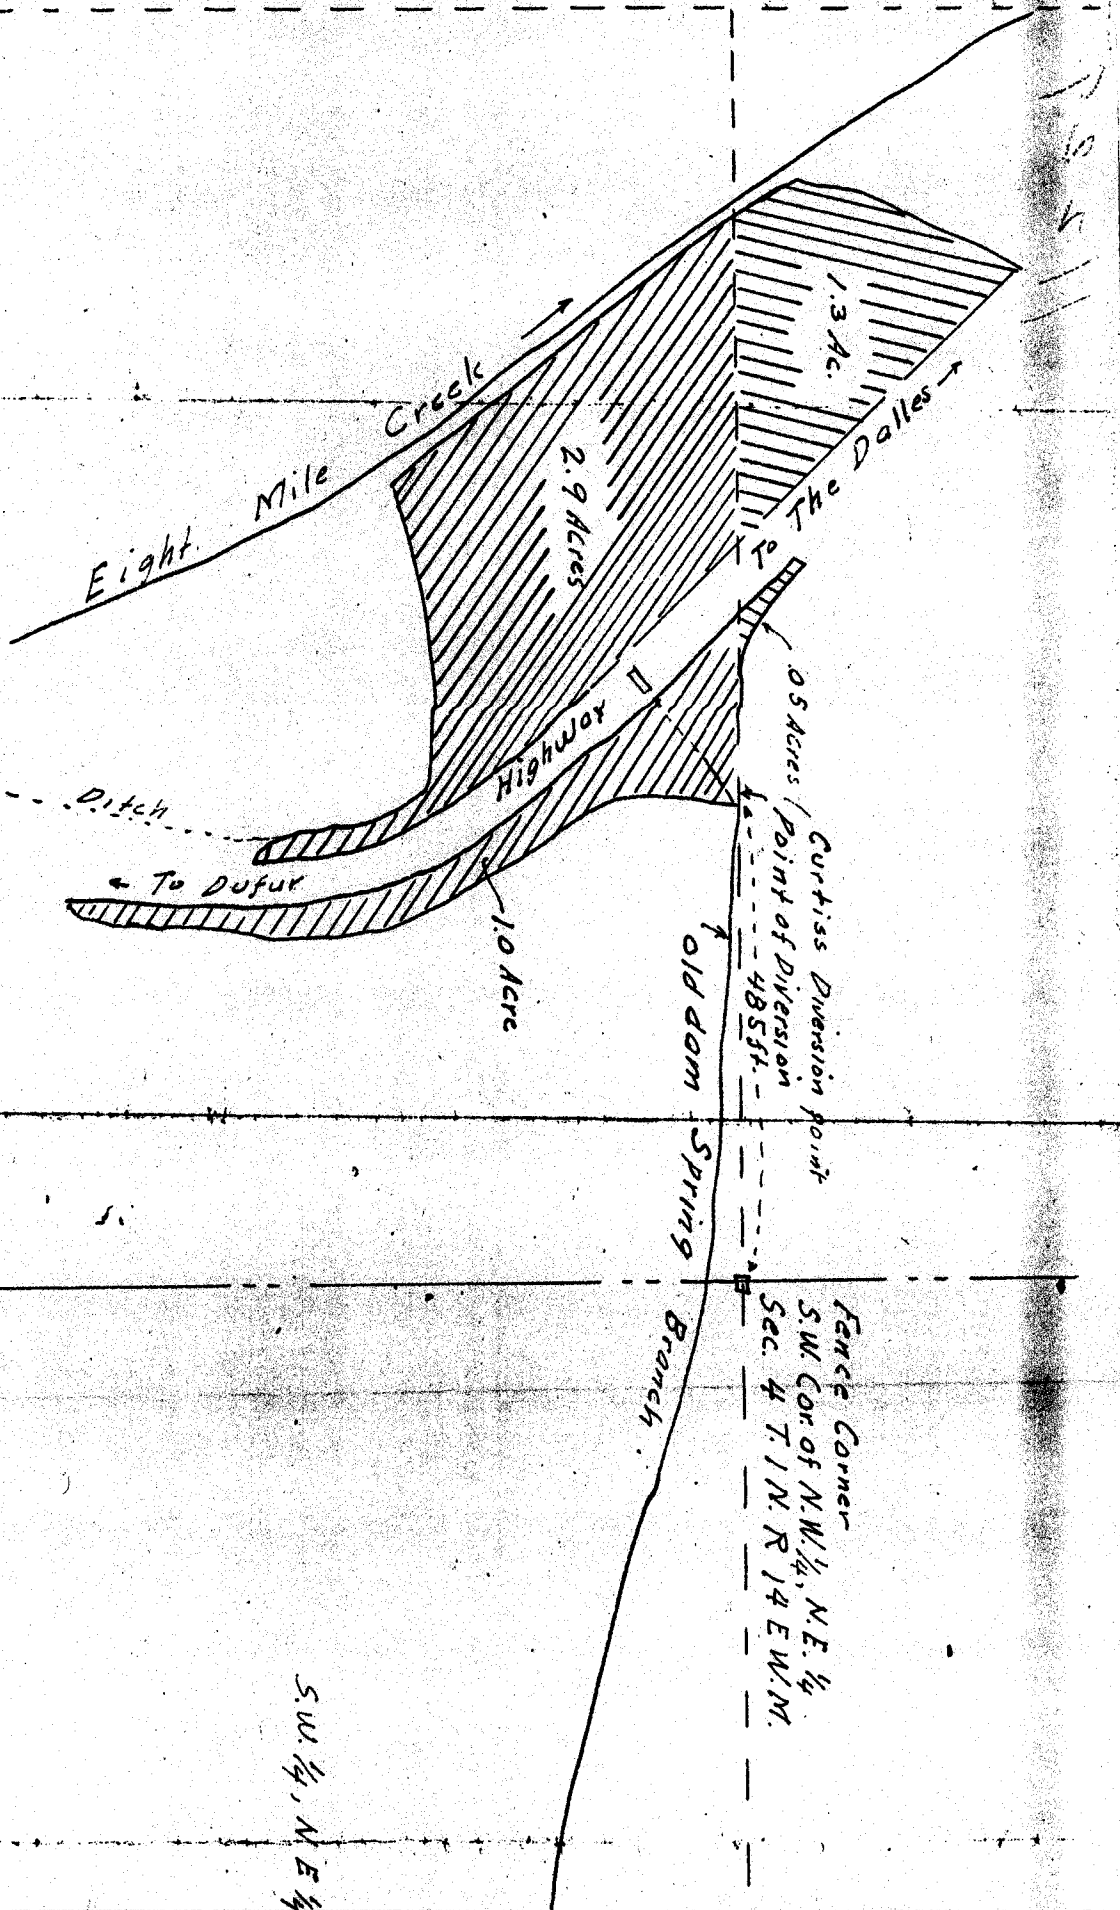 1.3 Ac.
To The Dalles →
2.9 Acres
Eight Mile Creek
Highway
.05 Acres
Curtiss Diversion Point
Point of Diversion
485 ft.
Ditch
← To Dufur
1.0 Acre
old dam
Spring Branch
Fence Corner
S.W. Cor. of N.W. 1/4, N.E. 1/4
Sec. 4 T. 1 N. R 14 E W.M.
S.W. 1/4, N E 1/4